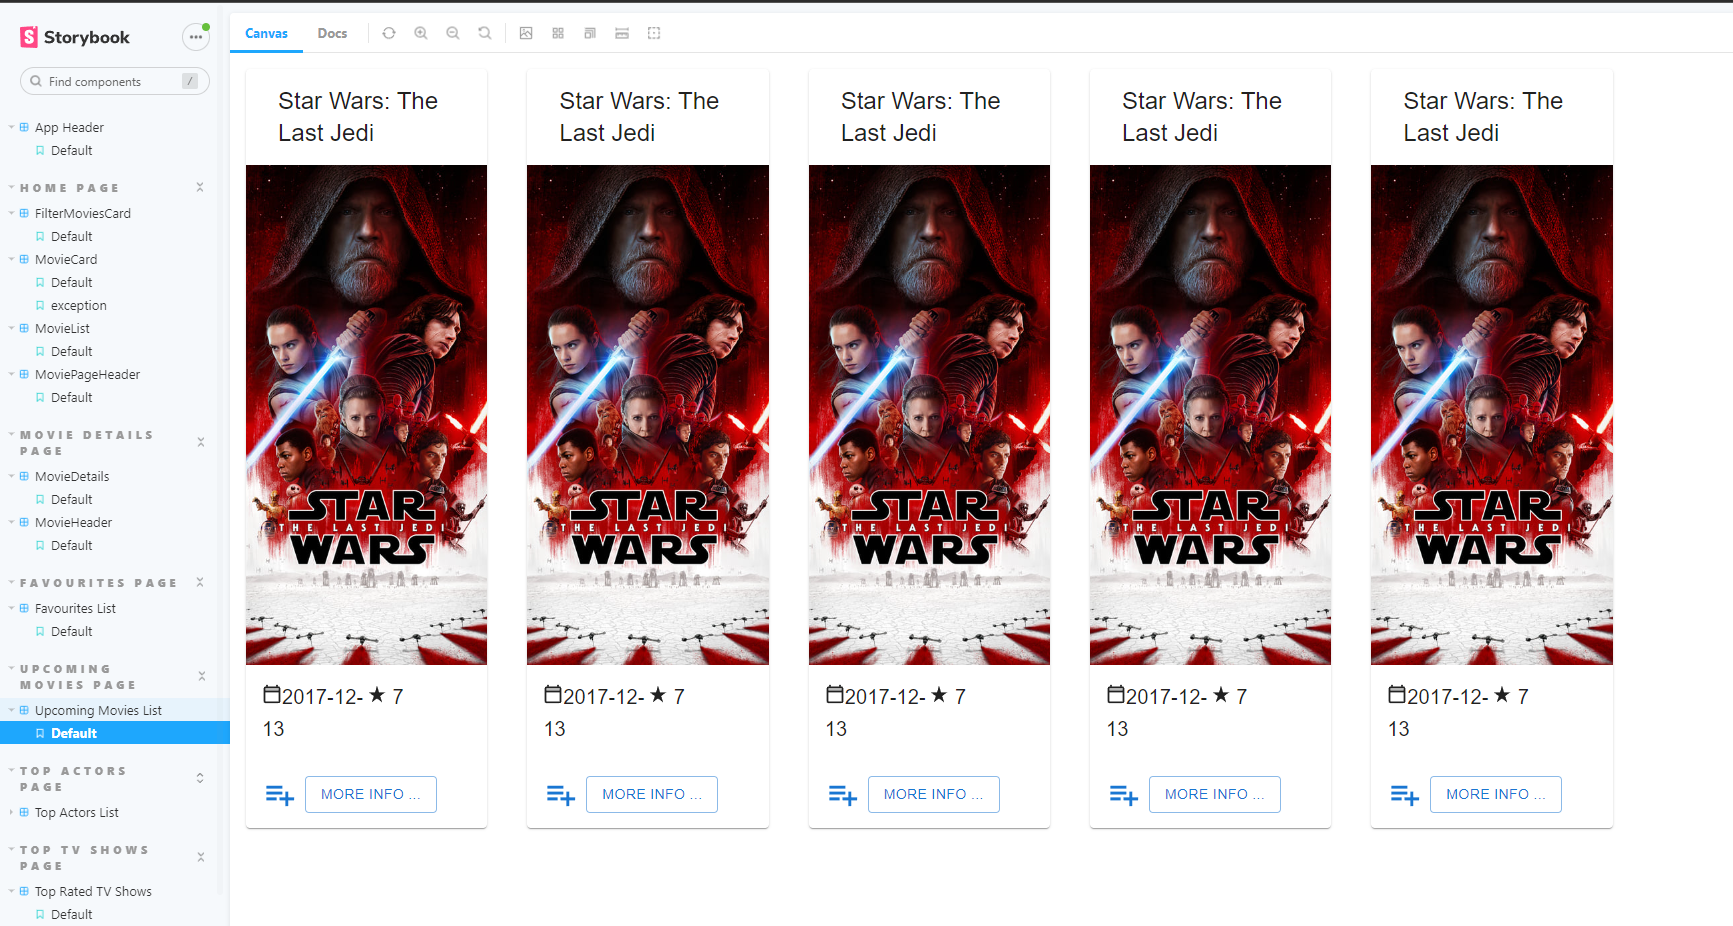 Storybook
Find components
/
App Header
Default
HOME PAGE
FilterMoviesCard
Default
MovieCard
Default
exception
MovieList
Default
MoviePageHeader
Default
MOVIE DETAILS
PAGE
MovieDetails
Default
MovieHeader
Default
FAVOURITES PAGE
Favourites List
Default
UPCOMING
MOVIES PAGE
Upcoming Movies List
Default
TOP ACTORS
PAGE
Top Actors List
TOP TV SHOWS
PAGE
Top Rated TV Shows
Default
Canvas Docs
Star Wars: The
Last Jedi
STAR
THE LAST JEDI
WARS
2017-12- ★ 7
13
MORE INFO ...
Star Wars: The
Last Jedi
STAR
THE LAST JEDI
WARS
2017-12- ★ 7
13
MORE INFO ...
Star Wars: The
Last Jedi
STAR
THE LAST JEDI
WARS
2017-12- ★ 7
13
MORE INFO ...
Star Wars: The
Last Jedi
STAR
THE LAST JEDI
WARS
2017-12- ★ 7
13
MORE INFO ...
Star Wars: The
Last Jedi
STAR
THE LAST JEDI
WARS
2017-12- ★ 7
13
MORE INFO ...